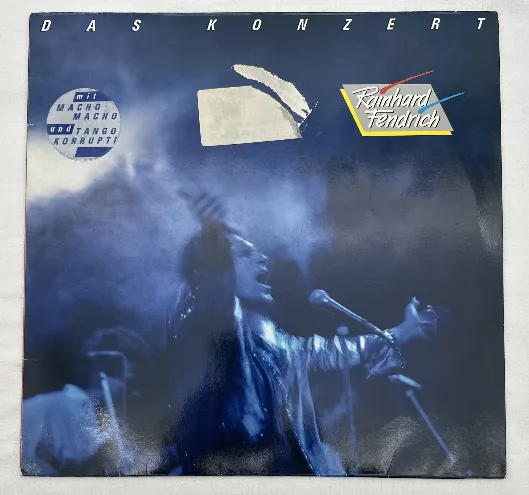 DAS KONZERT
mit
MACHO
MACHO
und TANGO
KORRUPTI
Rainhard
Fendrich